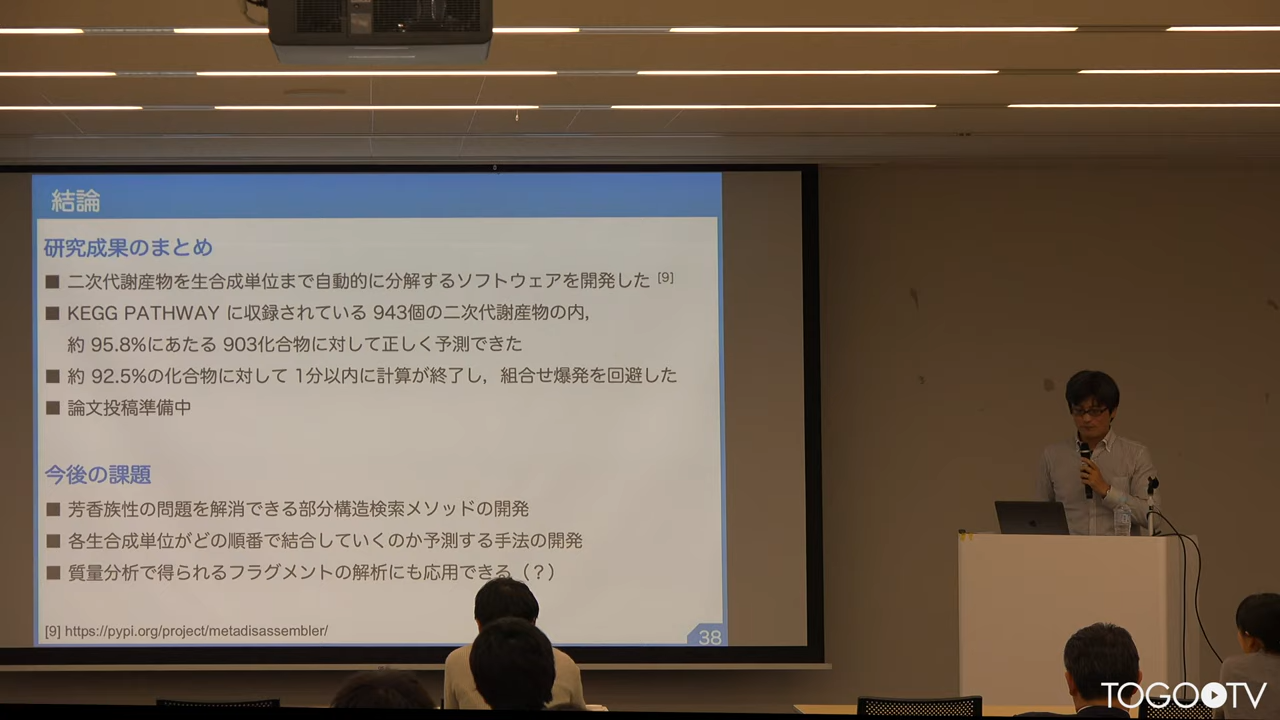 結論
研究成果のまとめ
■ 二次代謝産物を生合成単位まで自動的に分解するソフトウェアを開発した [9]
■ KEGG PATHWAY に収録されている 943個の二次代謝産物の内,
約 95.8%にあたる 903化合物に対して正しく予測できた
■ 約 92.5%の化合物に対して 1分以内に計算が終了し，組合せ爆発を回避した
■ 論文投稿準備中
今後の課題
■ 芳香族性の問題を解消できる部分構造検索メソッドの開発
■ 各生合成単位がどの順番で結合していくのか予測する手法の開発
■ 質量分析で得られるフラグメントの解析にも応用できる（？）
[9] https://pypi.org/project/metadisassembler/
38
TOGO TV